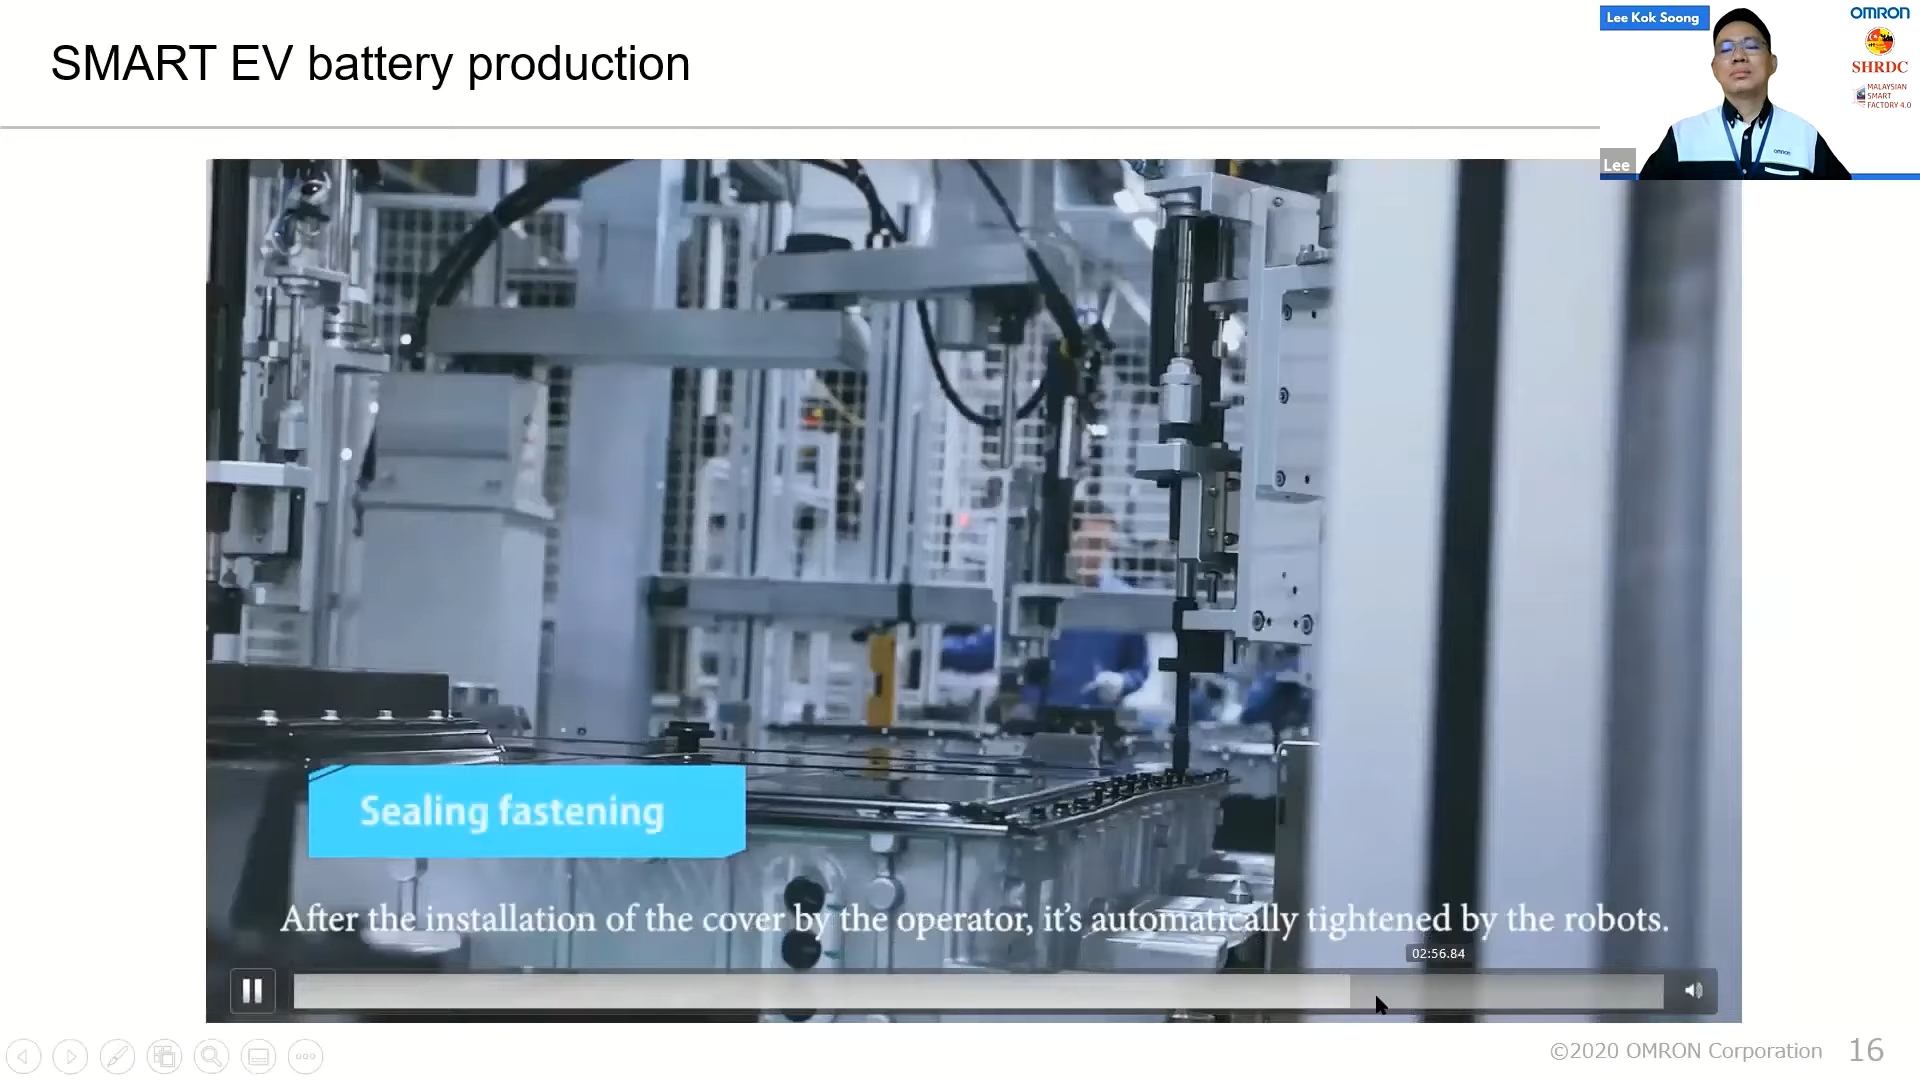 SMART EV battery production
Lee Kok Soong
OMRON
SHRDC
MALAYSIAN
SMART
FACTORY 4.0
OMRON
Lee
Sealing fastening
After the installation of the cover by the operator, it's automatically tightened by the robots.
02:56.84
©2020 OMRON Corporation 16